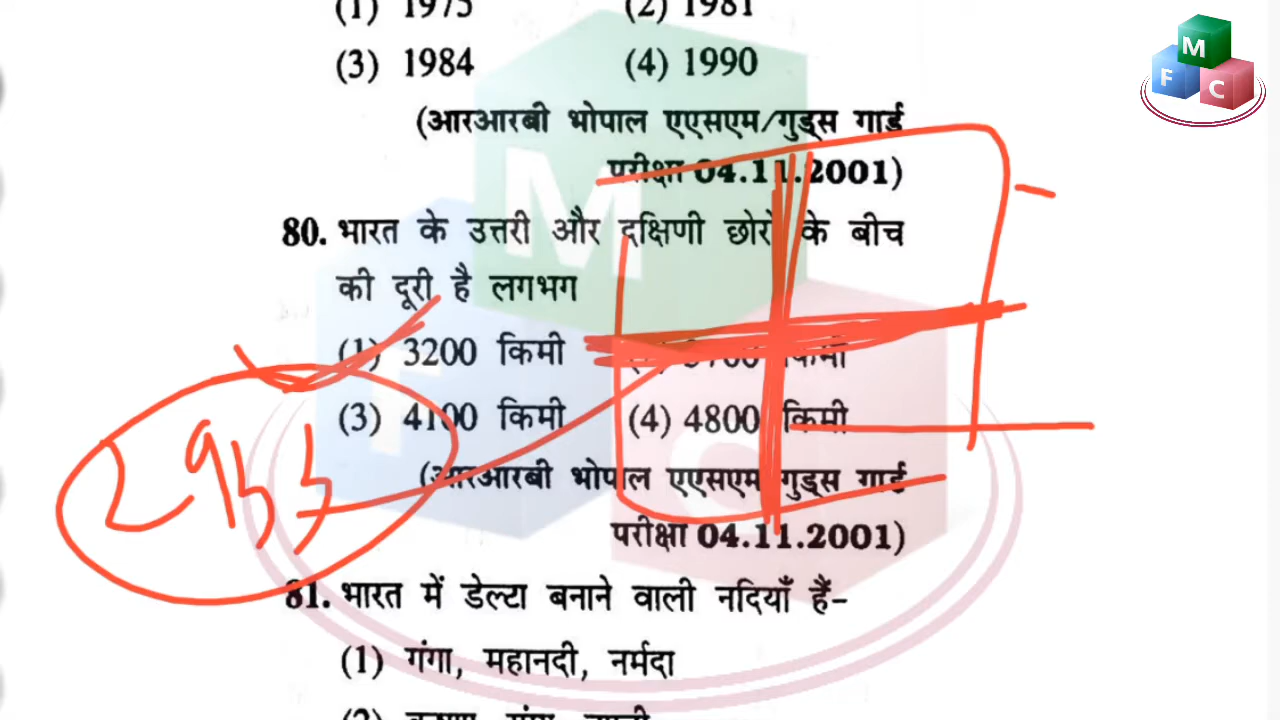 (1) 1975 (2) 1981
M
F C
(3) 1984 (4) 1990
(आरआरबी भोपाल एएसएम/गुड्स गार्ड
परीक्षा 04.11.2001)
80. भारत के उत्तरी और दक्षिणी छोरों के बीच
की दूरी है लगभग
(1) 3200 किमी किमी
(3) 4100 किमी (4) 4800 किमी
(आरआरबी भोपाल एएसएम गुड्स गार्ड
परीक्षा 04.11.2001)
81. भारत में डेल्टा बनाने वाली नदियाँ हैं-
(1) गंगा, महानदी, नर्मदा
M
F C